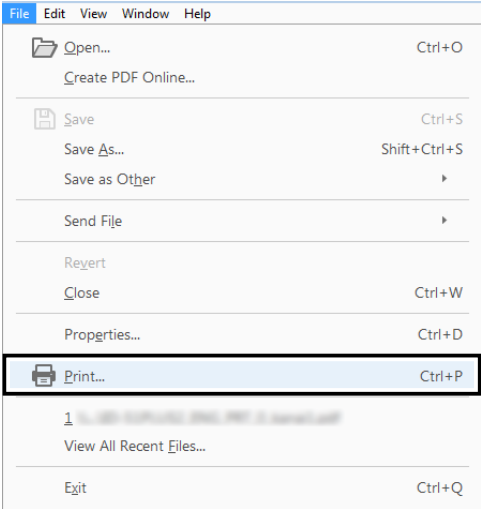 File Edit View Window Help
Open... Ctrl+O
Create PDF Online...
Save Ctrl+S
Save As... Shift+Ctrl+S
Save as Other
Send File
Revert
Close Ctrl+W
Properties... Ctrl+D
Print... Ctrl+P
1
View All Recent Files...
Exit Ctrl+Q